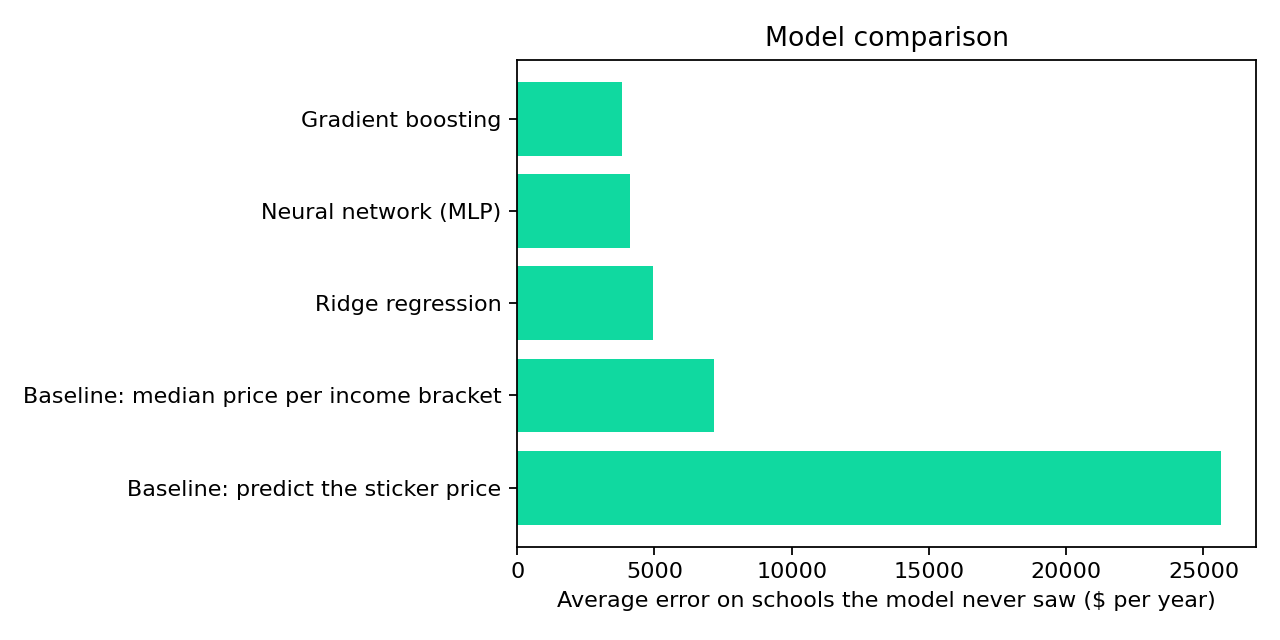 Model comparison
Gradient boosting
Neural network (MLP)
Ridge regression
Baseline: median price per income bracket
Baseline: predict the sticker price
0 5000 10000 15000 20000 25000
Average error on schools the model never saw ($ per year)